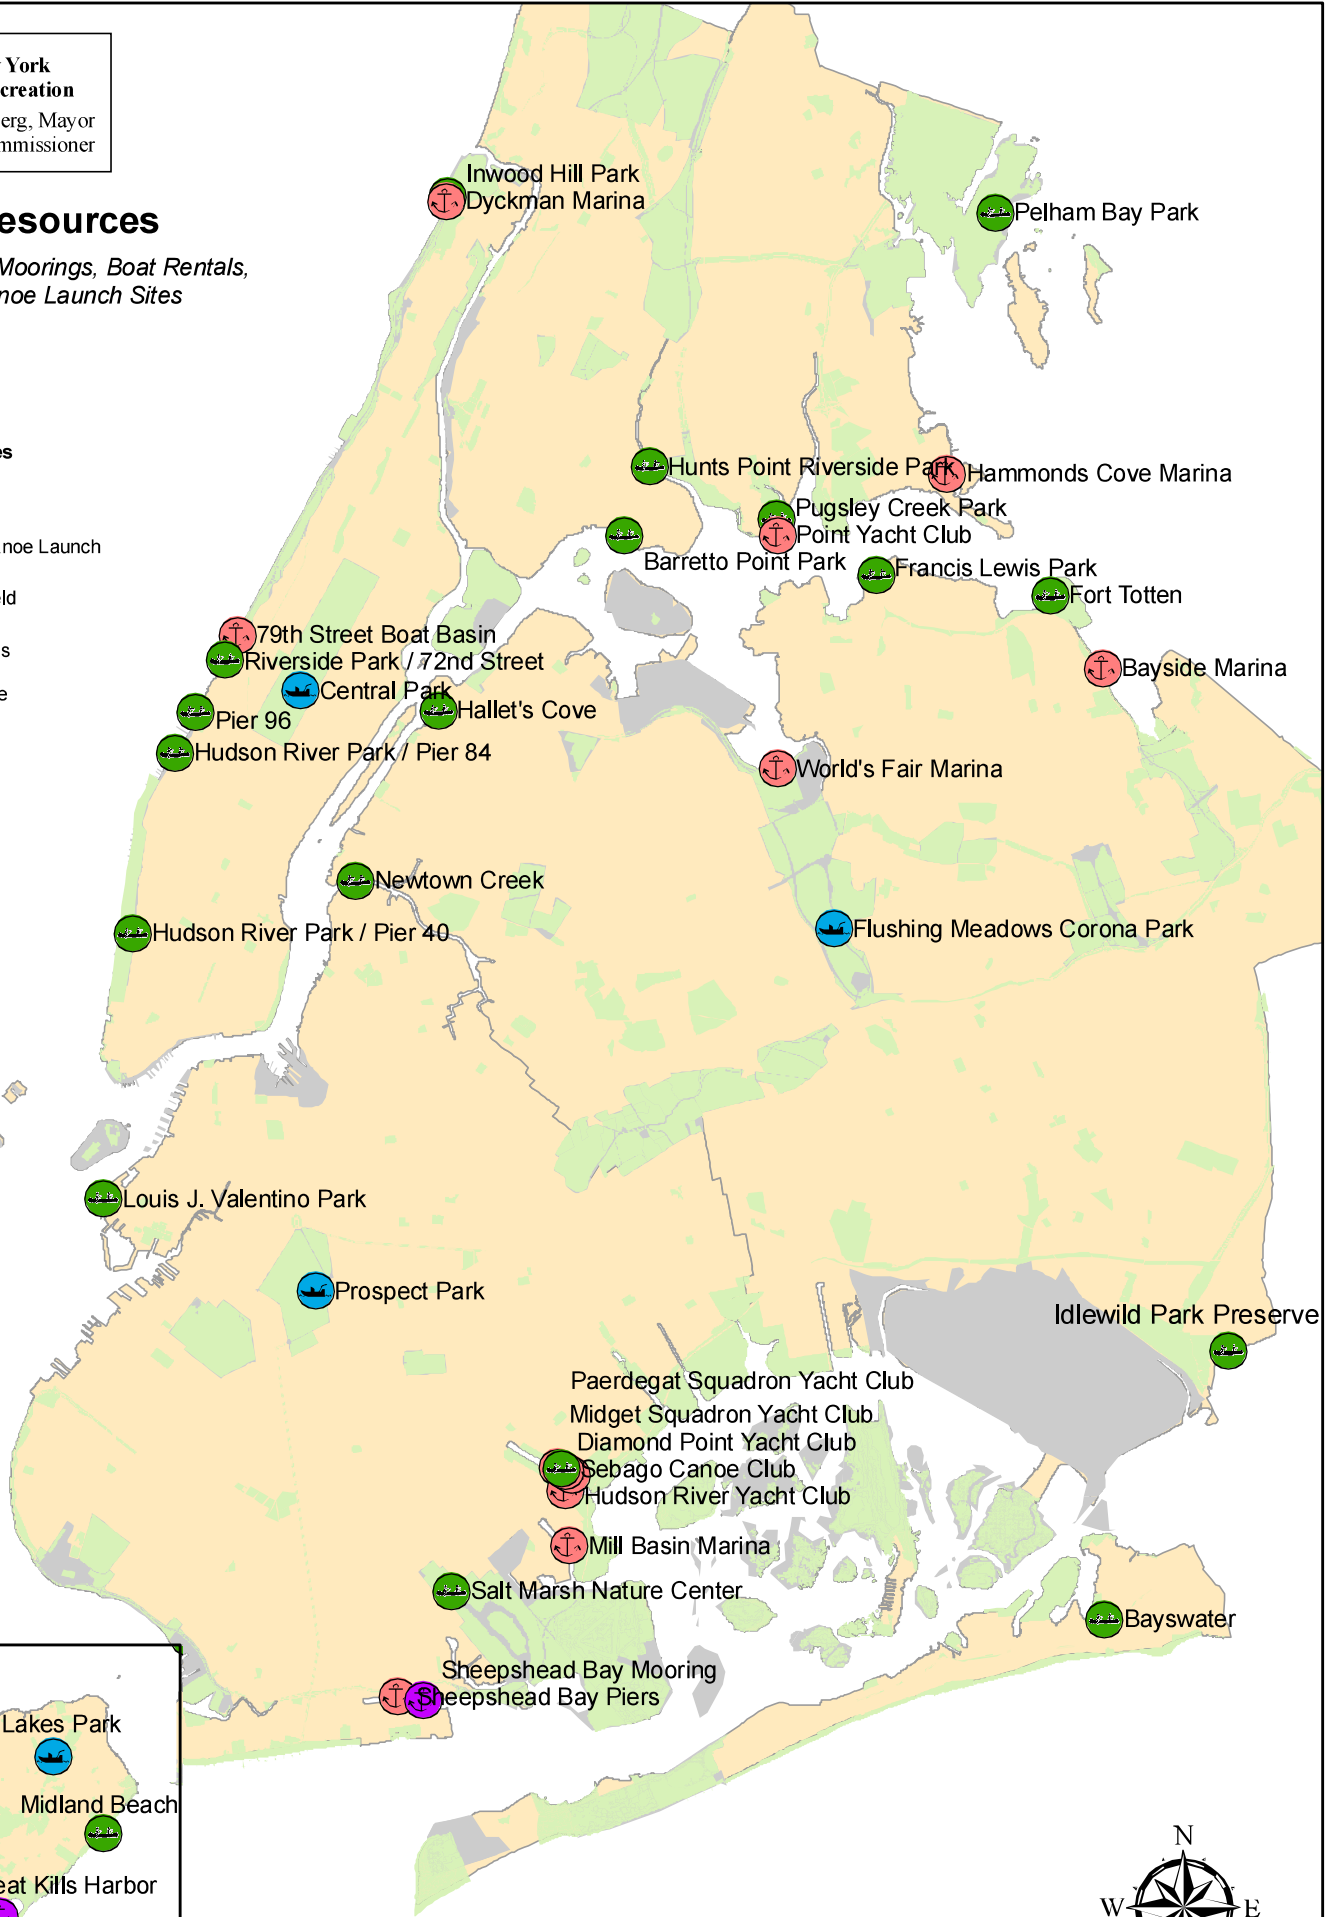 York
creation
erg, Mayor
mmissioner
esources
Moorings, Boat Rentals,
noe Launch Sites
es
noe Launch
ld
s
e
Inwood Hill Park
Dyckman Marina
Pelham Bay Park
Hunts Point Riverside Park
Hammonds Cove Marina
Pugsley Creek Park
Point Yacht Club
Barretto Point Park
Francis Lewis Park
Fort Totten
79th Street Boat Basin
Riverside Park / 72nd Street
Bayside Marina
Central Park
Hallet's Cove
Pier 96
Hudson River Park / Pier 84
World's Fair Marina
Newtown Creek
Flushing Meadows Corona Park
Hudson River Park / Pier 40
Louis J. Valentino Park
Prospect Park
Idlewild Park Preserve
Paerdegat Squadron Yacht Club
Midget Squadron Yacht Club
Diamond Point Yacht Club
Sebago Canoe Club
Hudson River Yacht Club
Mill Basin Marina
Salt Marsh Nature Center
Bayswater
Sheepshead Bay Mooring
Sheepshead Bay Piers
Lakes Park
Midland Beach
eat Kills Harbor
N
W E